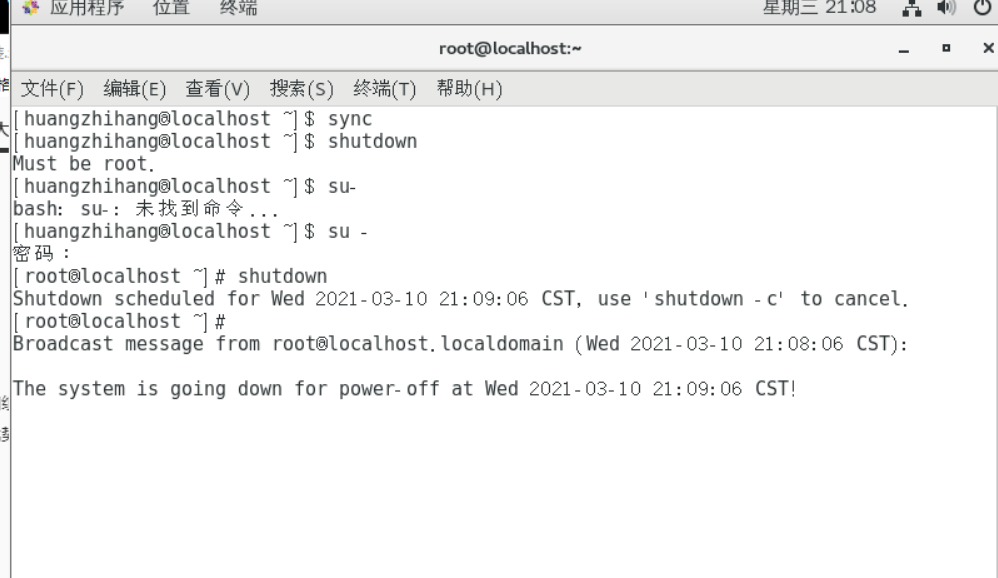 应用程序 位置 终端 星期三 21:08
root@localhost:~
文件(F) 编辑(E) 查看(V) 搜索(S) 终端(T) 帮助(H)
[huangzhihang@localhost ~]$ sync
[huangzhihang@localhost ~]$ shutdown
Must be root.
[huangzhihang@localhost ~]$ su-
bash: su-: 未找到命令...
[huangzhihang@localhost ~]$ su -
密码：
[root@localhost ~]# shutdown
Shutdown scheduled for Wed 2021-03-10 21:09:06 CST, use 'shutdown -c' to cancel.
[root@localhost ~]#
Broadcast message from root@localhost.localdomain (Wed 2021-03-10 21:08:06 CST):
The system is going down for power-off at Wed 2021-03-10 21:09:06 CST!